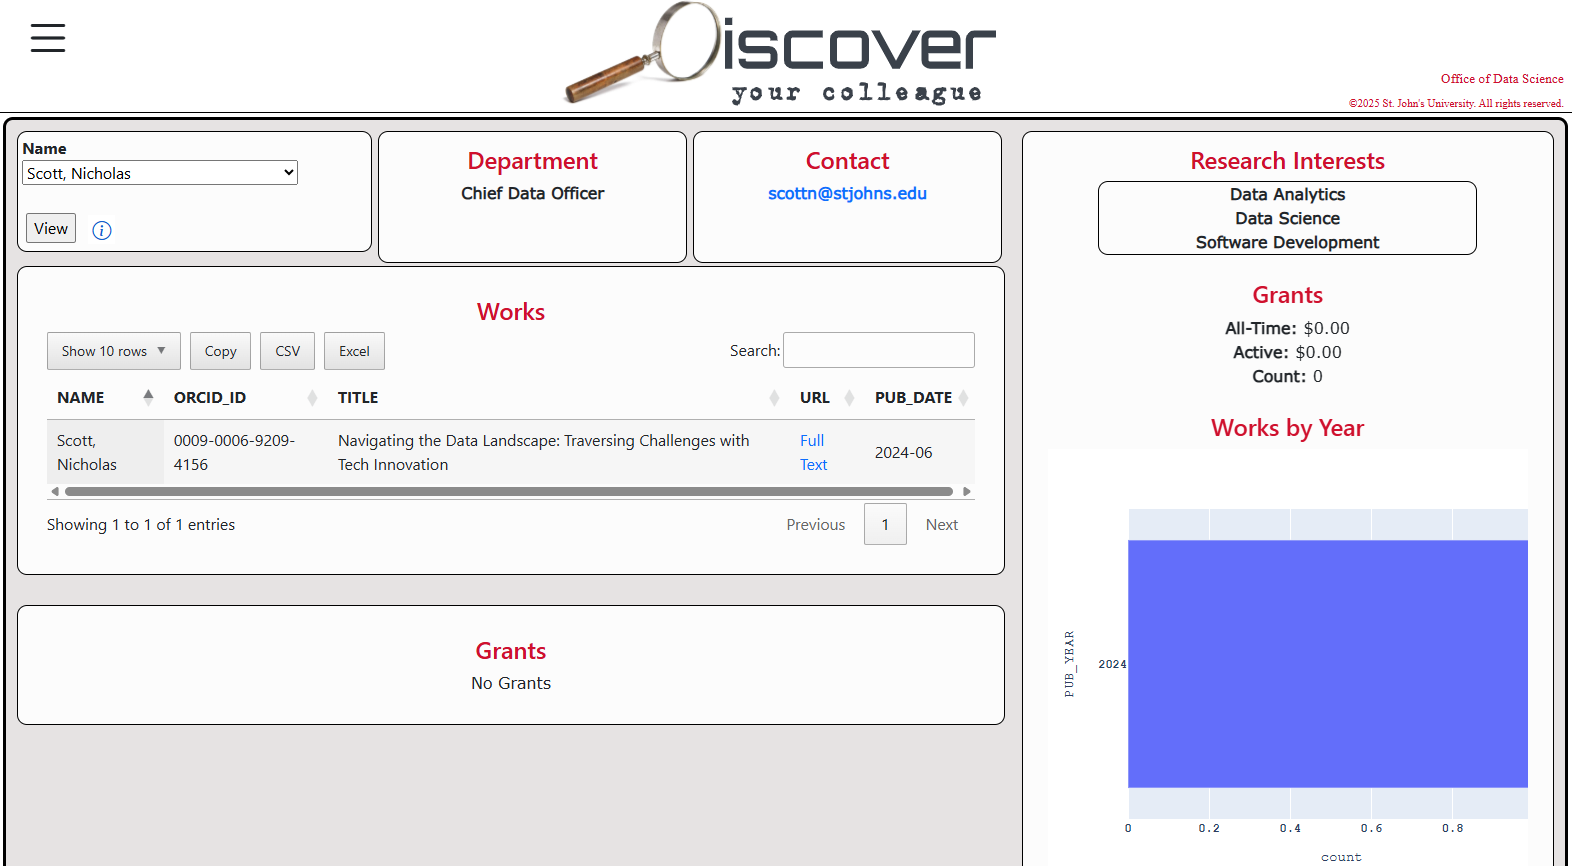 iscover
your colleague
Office of Data Science
©2025 St. John's University. All rights reserved.
Name
Scott, Nicholas
View
i
Department
Chief Data Officer
Contact
scottn@stjohns.edu
Works
Show 10 rows ▼
Copy
CSV
Excel
Search:
NAME ORCID_ID TITLE URL PUB_DATE
Scott, 0009-0006-9209- Navigating the Data Landscape: Traversing Challenges with Full 2024-06
Nicholas 4156 Tech Innovation Text
Showing 1 to 1 of 1 entries
Previous 1 Next
Grants
No Grants
Research Interests
Data Analytics
Data Science
Software Development
Grants
All-Time: $0.00
Active: $0.00
Count: 0
Works by Year
PUB_YEAR
2024
0 0.2 0.4 0.6 0.8
count